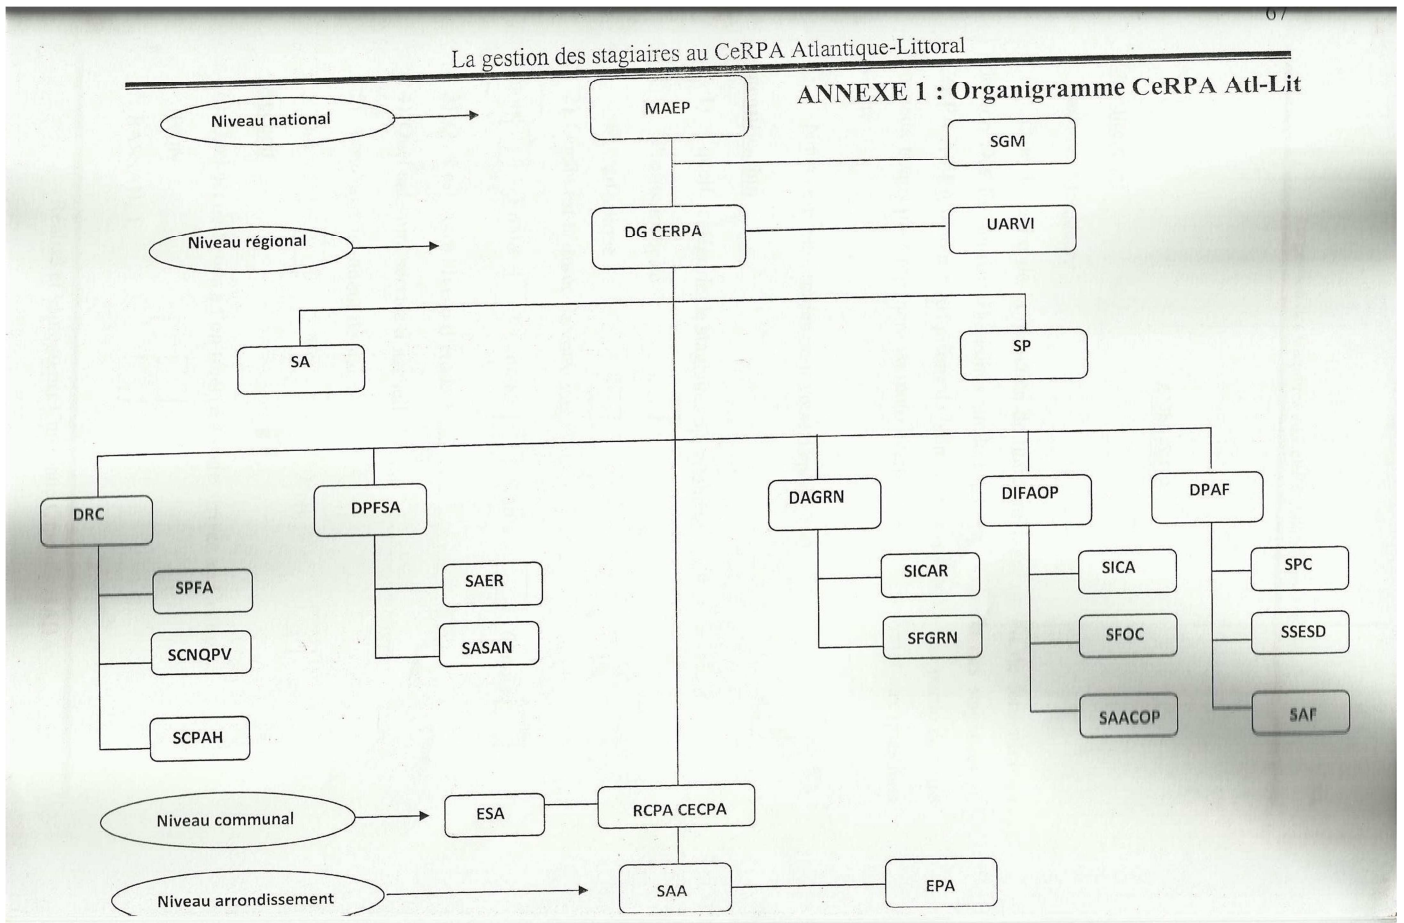 67
La gestion des stagiaires au CeRPA Atlantique-Littoral
ANNEXE 1 : Organigramme CeRPA Atl-Lit
Niveau national
MAEP
SGM
Niveau régional
DG CERPA
UARVI
SA
SP
DRC
DPFSA
DAGRN
DIFAOP
DPAF
SPFA
SAER
SICAR
SICA
SPC
SCNQPV
SASAN
SFGRN
SFOC
SSESD
SCPAH
SAACOP
SAF
Niveau communal
ESA
RCPA CECPA
Niveau arrondissement
SAA
EPA